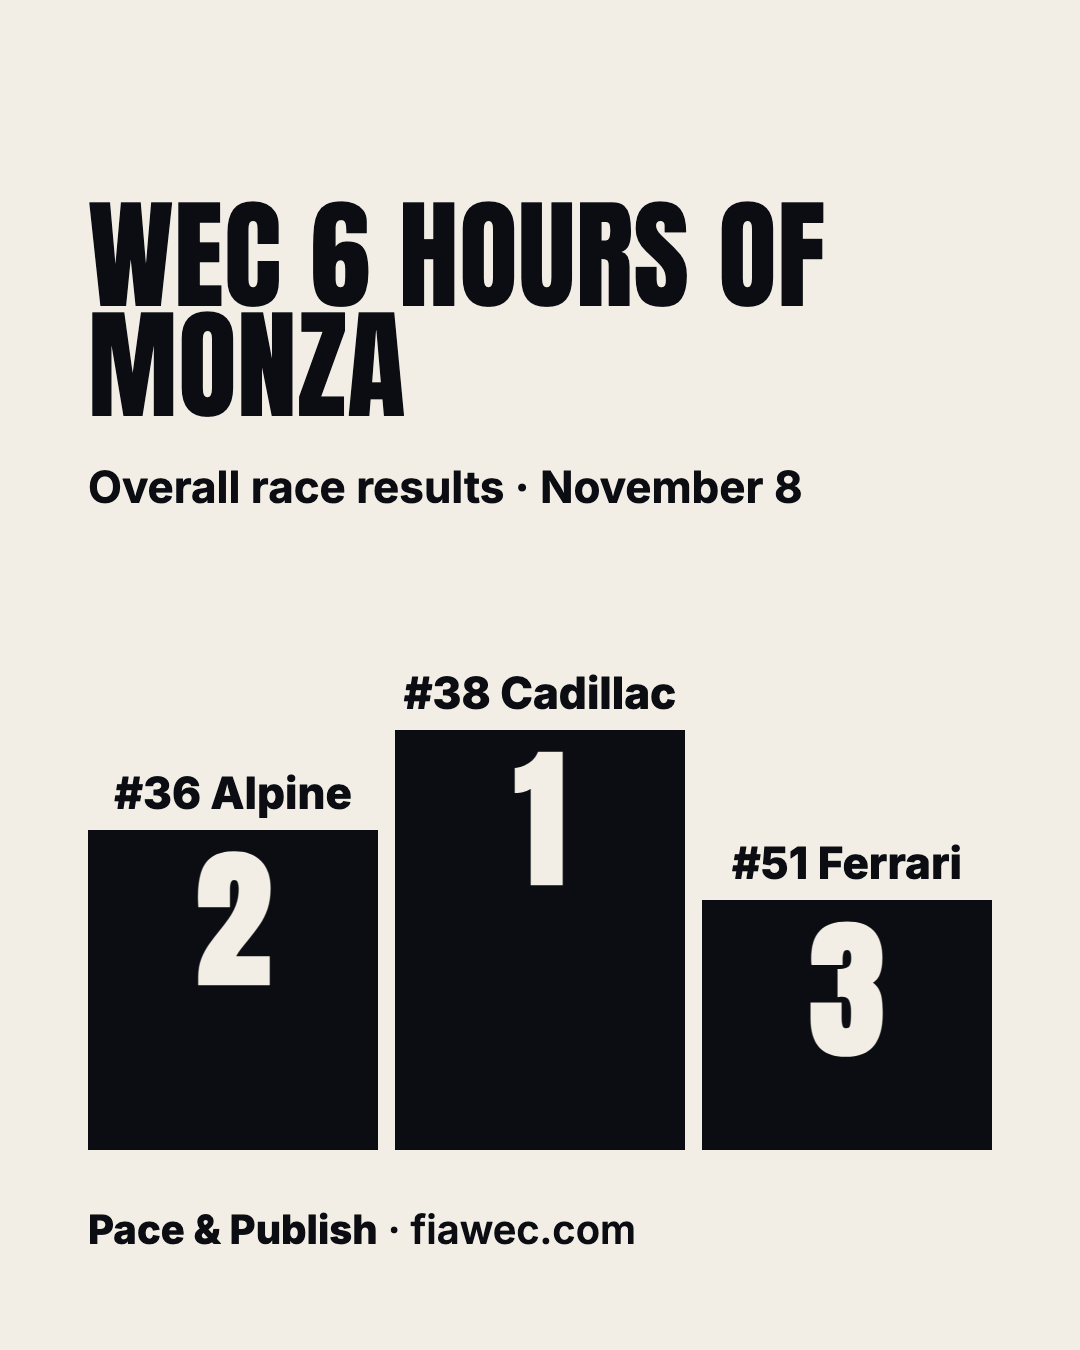 WEC 6 HOURS OF
MONZA
Overall race results · November 8
#38 Cadillac
1
#36 Alpine
2
#51 Ferrari
3
Pace & Publish · fiawec.com